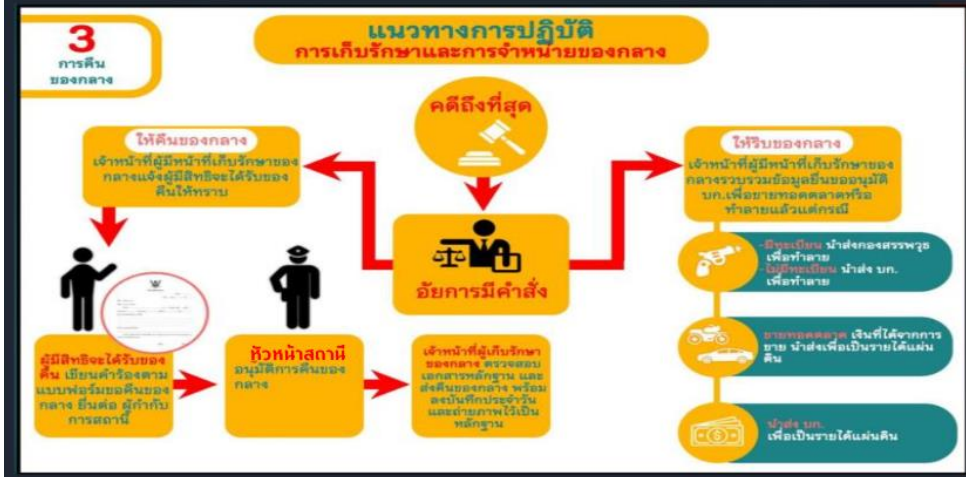 3
การคืน
ของกลาง
แนวทางการปฏิบัติ
การเก็บรักษาและการจำหน่ายของกลาง
คดีถึงที่สุด
ให้คืนของกลาง
เจ้าหน้าที่ผู้มีหน้าที่เก็บรักษาของ
กลางแจ้งผู้มีสิทธิจะได้รับของ
คืนให้ทราบ
อัยการมีคำสั่ง
ให้ริบของกลาง
เจ้าหน้าที่ผู้มีหน้าที่เก็บรักษาของ
กลางรวบรวมข้อมูลยื่นขออนุมัติ
บก.เพื่อขายทอดตลาดหรือ
ทำลายแล้วแต่กรณี
-มีทะเบียน นำส่งกองสรรพาวุธ
เพื่อทำลาย
-ไม่มีทะเบียน นำส่ง บก.
เพื่อทำลาย
ขายทอดตลาด เงินที่ได้จากการ
ขาย นำส่งเพื่อเป็นรายได้แผ่น
ดิน
นำส่ง บก.
เพื่อเป็นรายได้แผ่นดิน
ผู้มีสิทธิจะได้รับของ
คืน เขียนคำร้องตาม
แบบฟอร์มขอคืนของ
กลาง ยื่นต่อ ผู้กำกับ
การสถานี
หัวหน้าสถานี
อนุมัติการคืนของ
กลาง
เจ้าหน้าที่ผู้เก็บรักษา
ของกลาง ตรวจสอบ
เอกสารหลักฐาน และ
ส่งคืนของกลาง พร้อม
ลงบันทึกประจำวัน
และถ่ายภาพไว้เป็น
หลักฐาน